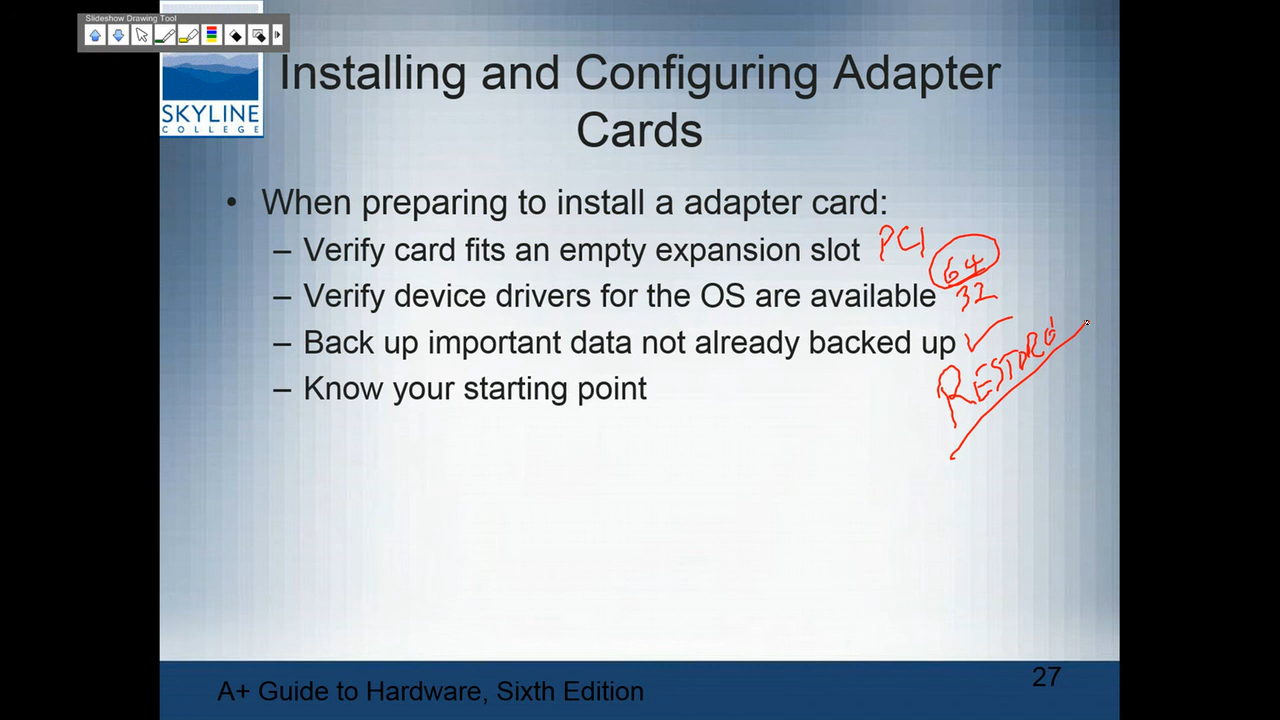 Slideshow Drawing Tool
SKYLINE
COLLEGE
Installing and Configuring Adapter
Cards
• When preparing to install a adapter card:
– Verify card fits an empty expansion slot PCI
64
– Verify device drivers for the OS are available 32
– Back up important data not already backed up ✓
RESTORE
– Know your starting point
A+ Guide to Hardware, Sixth Edition
27